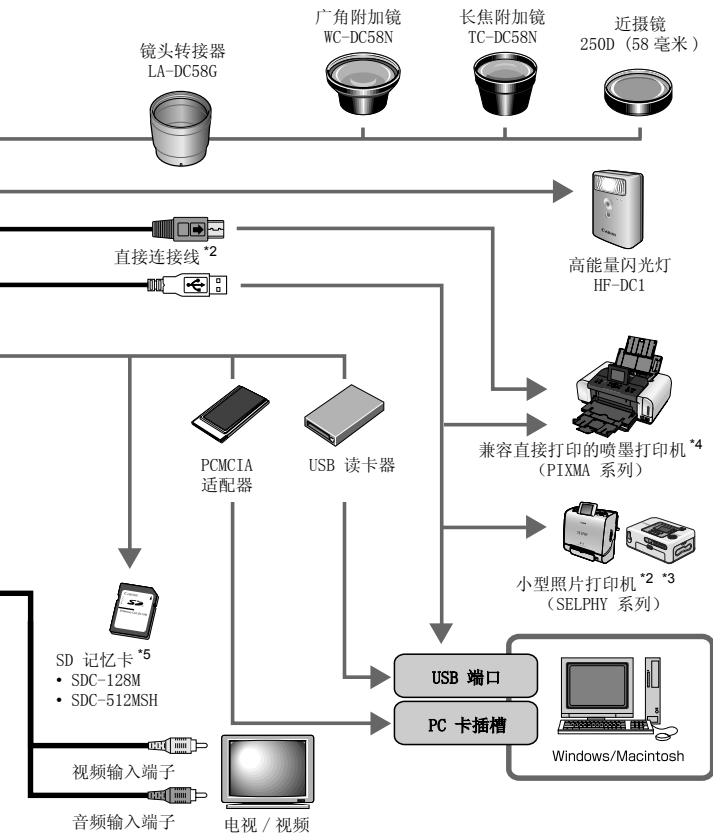 广角附加镜
WC-DC58N
长焦附加镜
TC-DC58N
近摄镜
250D (58 毫米 )
镜头转接器
LA-DC58G
Canon
高能量闪光灯
HF-DC1
直接连接线 *2
兼容直接打印的喷墨打印机 *4
（PIXMA 系列）
PCMCIA
适配器
USB 读卡器
小型照片打印机 *2 *3
（SELPHY 系列）
SD 记忆卡 *5
• SDC-128M
• SDC-512MSH
USB 端口
PC 卡插槽
Windows/Macintosh
视频输入端子
音频输入端子
电视 / 视频